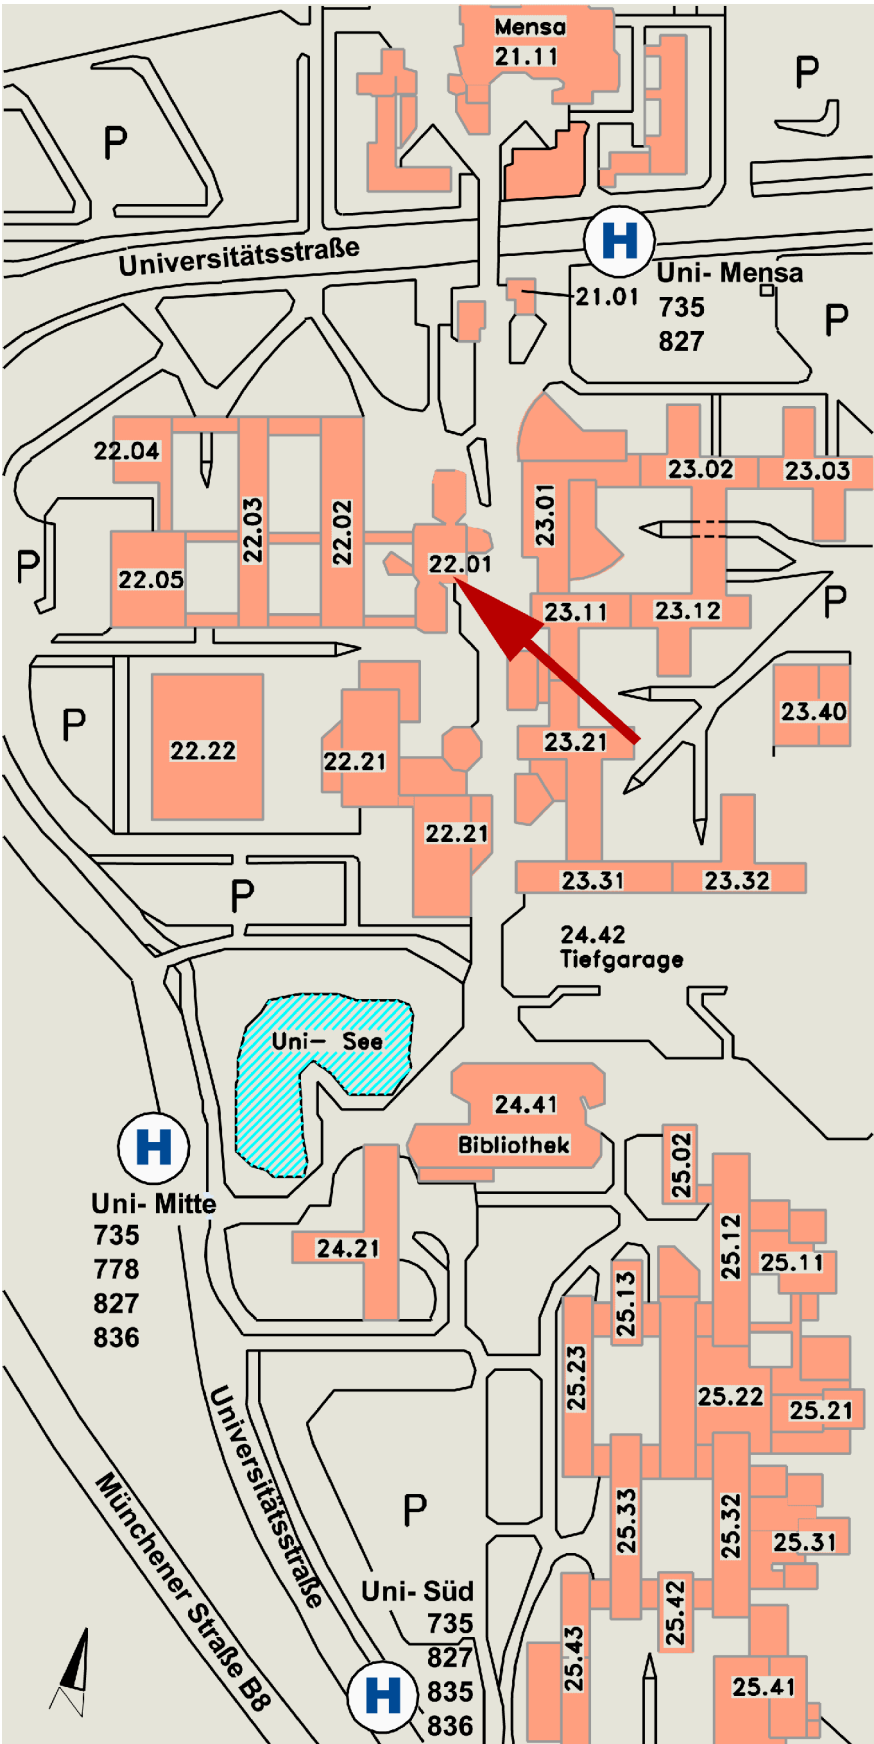 Mensa
21.11
P
P
Universitätsstraße
H
Uni- Mensa
735
827
21.01
P
22.04
22.03
22.02
22.05
22.01
P
23.01
23.02
23.03
23.11
23.12
P
23.40
23.21
P
22.22
22.21
22.21
P
23.31
23.32
24.42
Tiefgarage
Uni- See
24.41
Bibliothek
H
Uni- Mitte
735
778
827
836
24.21
25.02
25.12
25.11
25.13
25.23
25.22
25.21
Universitätsstraße
Münchener Straße B8
P
25.33
25.32
25.31
25.42
25.43
25.41
Uni- Süd
735
827
835
836
H